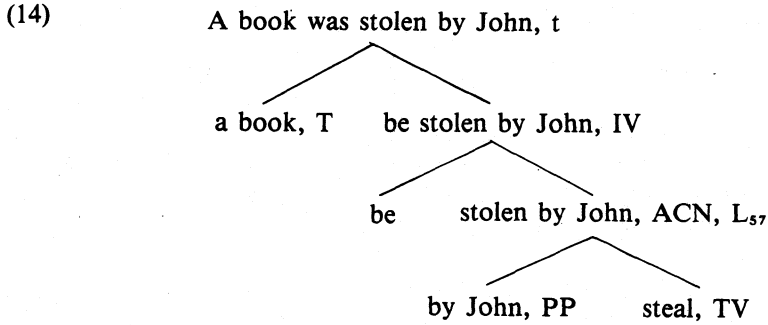 (14) A book was stolen by John, t
a book, T be stolen by John, IV
be stolen by John, ACN, L₅₇
by John, PP steal, TV